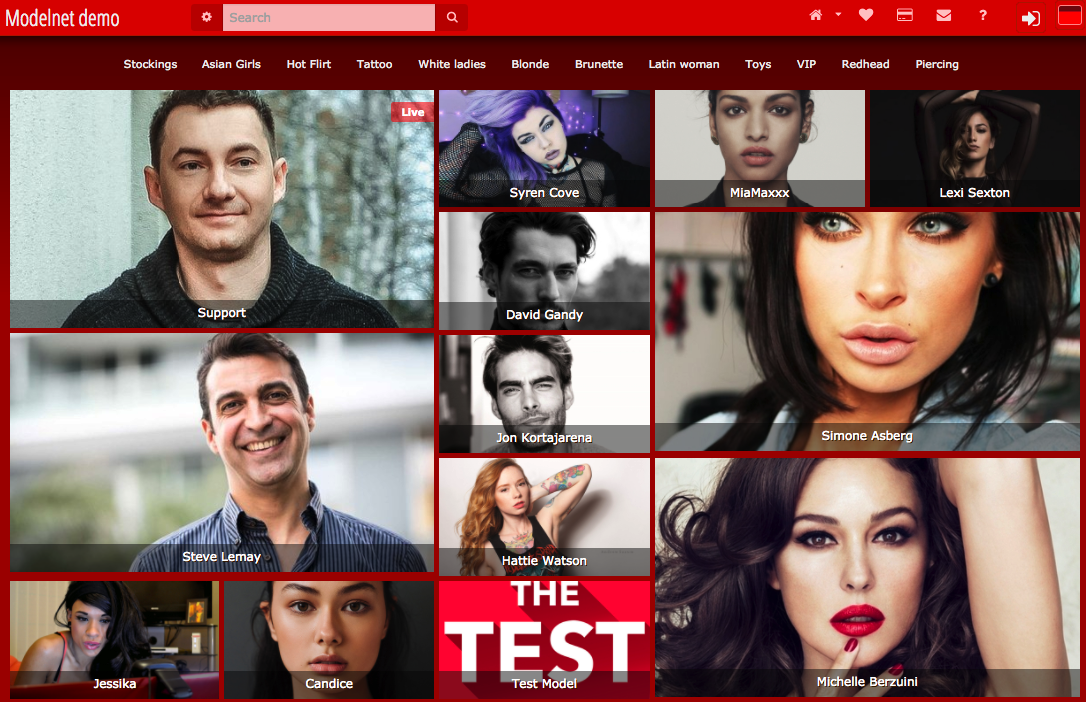 Modelnet demo
Search
?
Stockings Asian Girls Hot Flirt Tattoo White ladies Blonde Brunette Latin woman Toys VIP Redhead Piercing
Live
Support
Syren Cove
MiaMaxxx
Lexi Sexton
David Gandy
Simone Asberg
Steve Lemay
Jon Kortajarena
Hattie Watson
Michelle Berzuini
Jessika
Candice
THE
TEST
Test Model